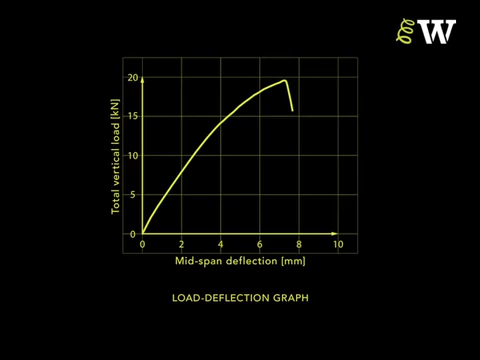 W
20
15
10
5
0
Total vertical load [kN]
0 2 4 6 8 10
Mid-span deflection [mm]
LOAD-DEFLECTION GRAPH